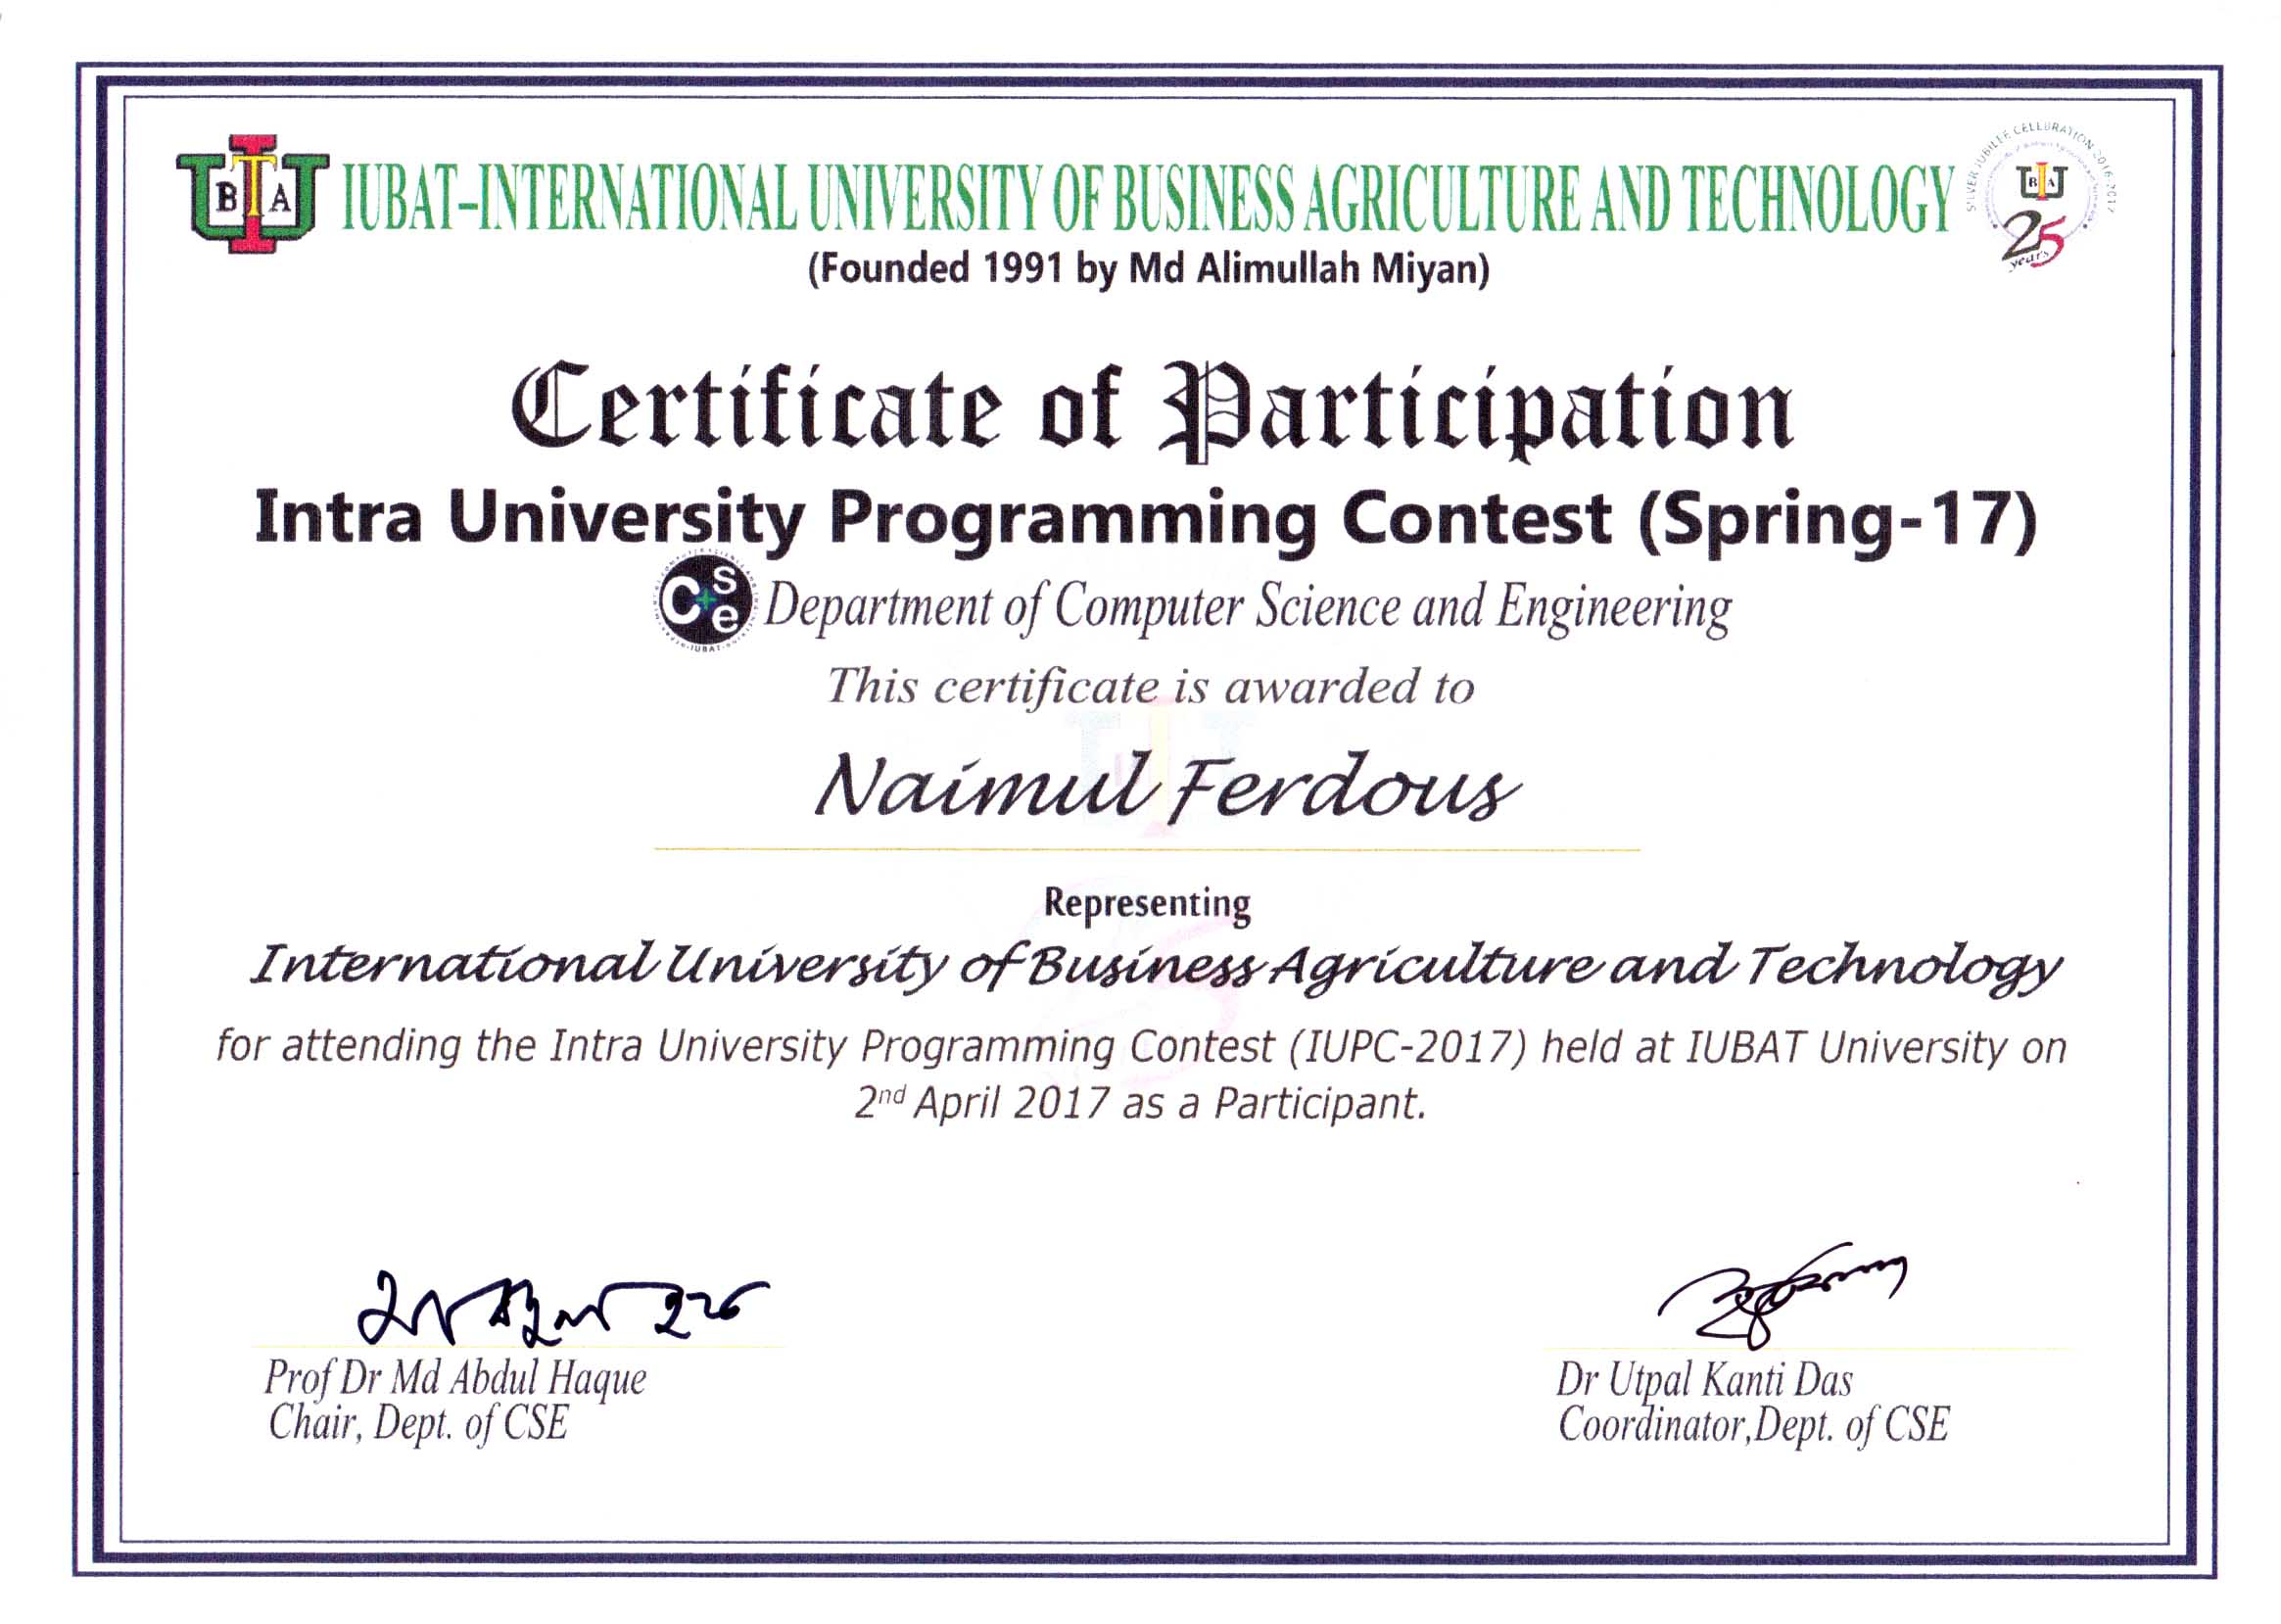 IUBAT-INTERNATIONAL UNIVERSITY OF BUSINESS AGRICULTURE AND TECHNOLOGY
SILVER JUBILEE CELEBRATION 2016-2017
25
years
(Founded 1991 by Md Alimullah Miyan)
Certificate of Participation
Intra University Programming Contest (Spring-17)
Cse Department of Computer Science and Engineering
This certificate is awarded to
Naimul Ferdous
Representing
International University of Business Agriculture and Technology
for attending the Intra University Programming Contest (IUPC-2017) held at IUBAT University on
2nd April 2017 as a Participant.
Prof Dr Md Abdul Haque
Chair, Dept. of CSE
Dr Utpal Kanti Das
Coordinator,Dept. of CSE